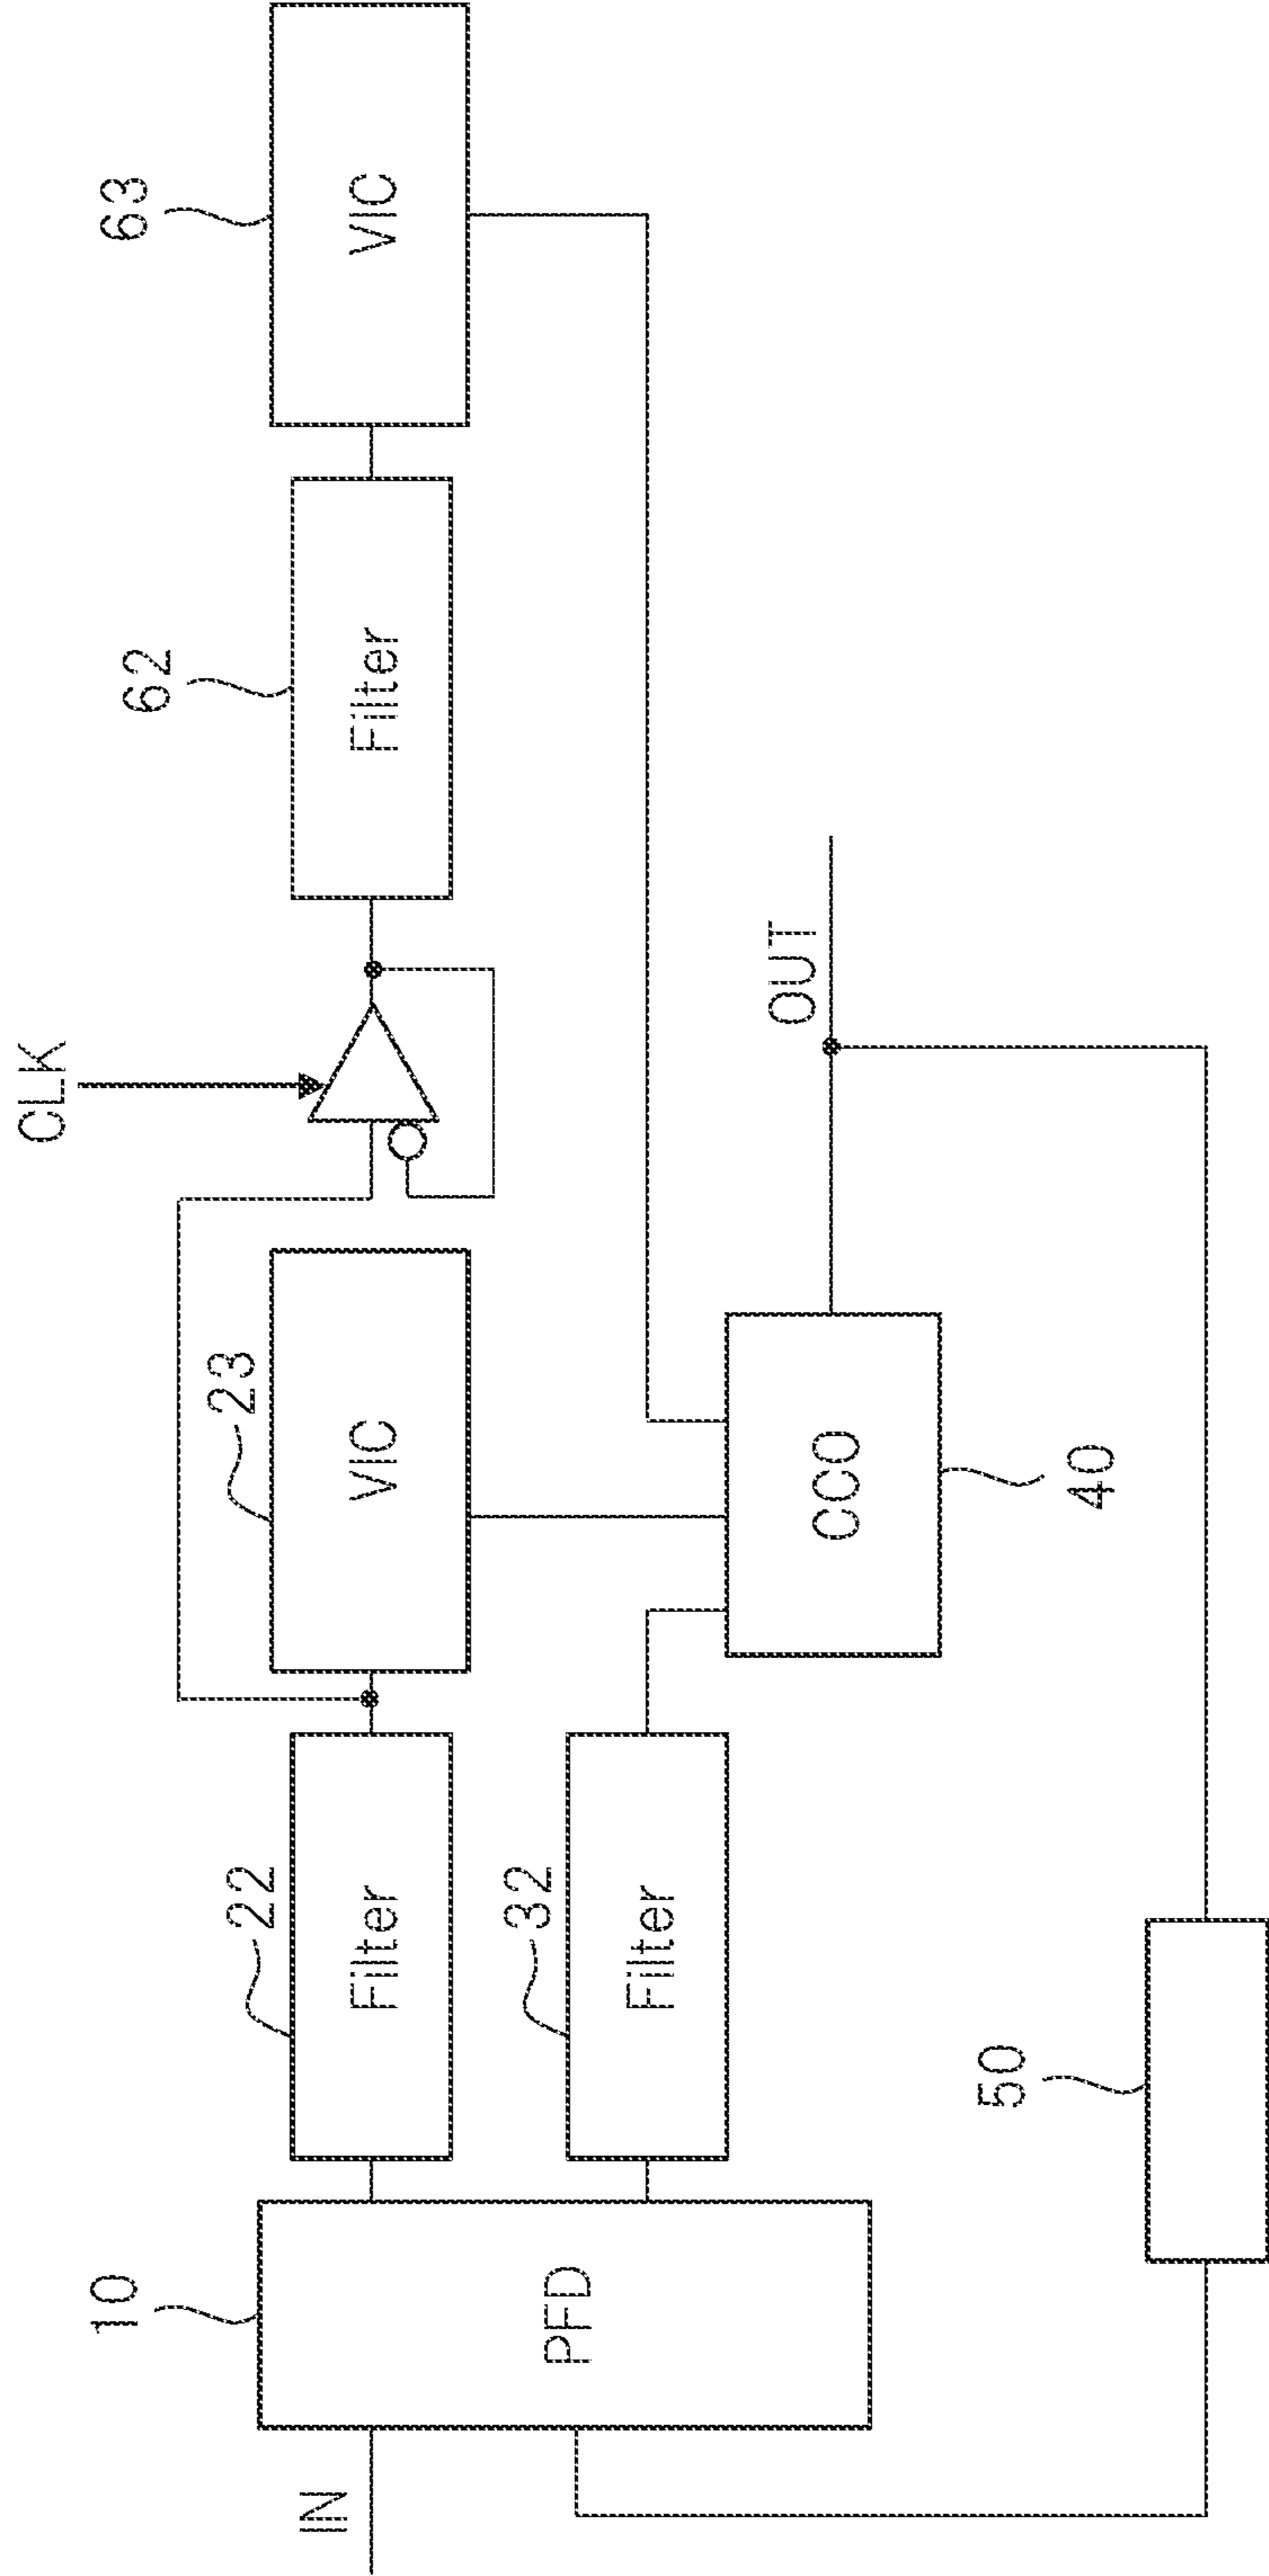 IN
10
PFD
22
Filter
32
Filter
50
23
VIC
CCO
40
CLK
OUT
62
Filter
63
VIC